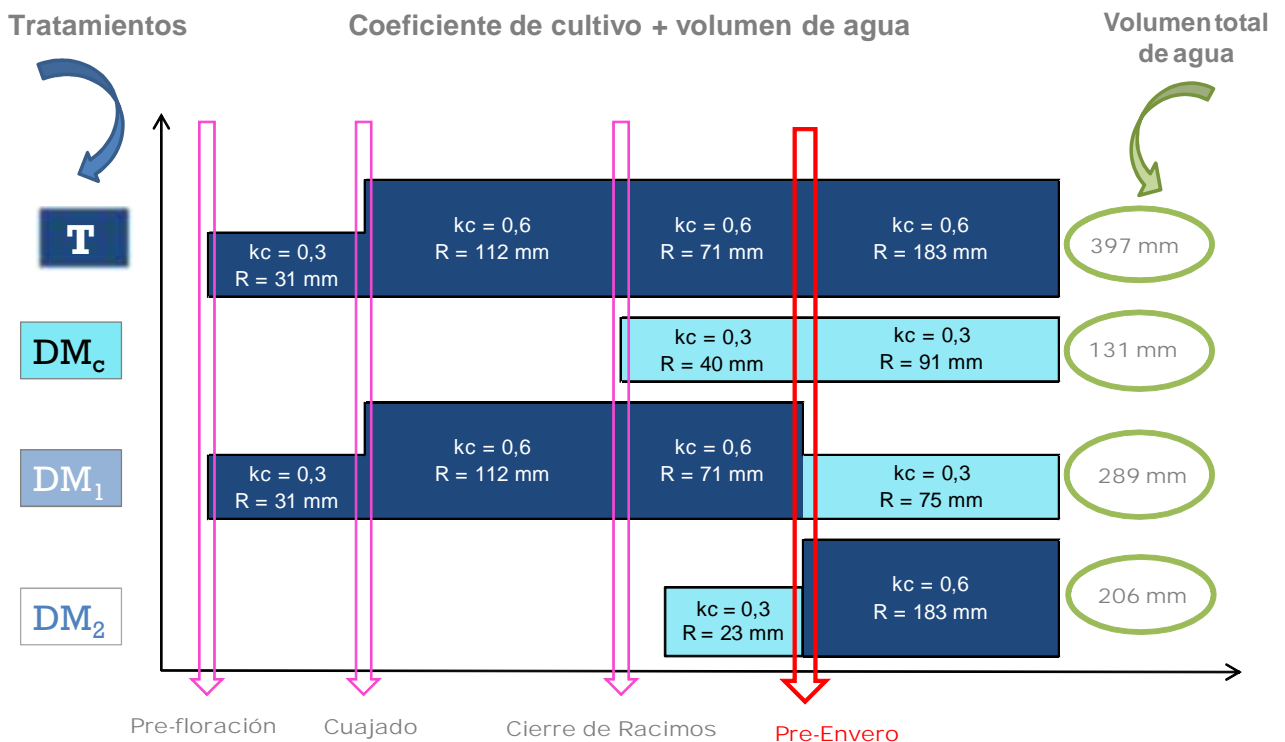 Tratamientos
Coeficiente de cultivo + volumen de agua
Volumen total
de agua
T
kc = 0,3
R = 31 mm
kc = 0,6
R = 112 mm
kc = 0,6
R = 71 mm
kc = 0,6
R = 183 mm
397 mm
DMc
kc = 0,3
R = 40 mm
kc = 0,3
R = 91 mm
131 mm
DM1
kc = 0,3
R = 31 mm
kc = 0,6
R = 112 mm
kc = 0,6
R = 71 mm
kc = 0,3
R = 75 mm
289 mm
DM2
kc = 0,3
R = 23 mm
kc = 0,6
R = 183 mm
206 mm
Pre-floración
Cuajado
Cierre de Racimos
Pre-Envero